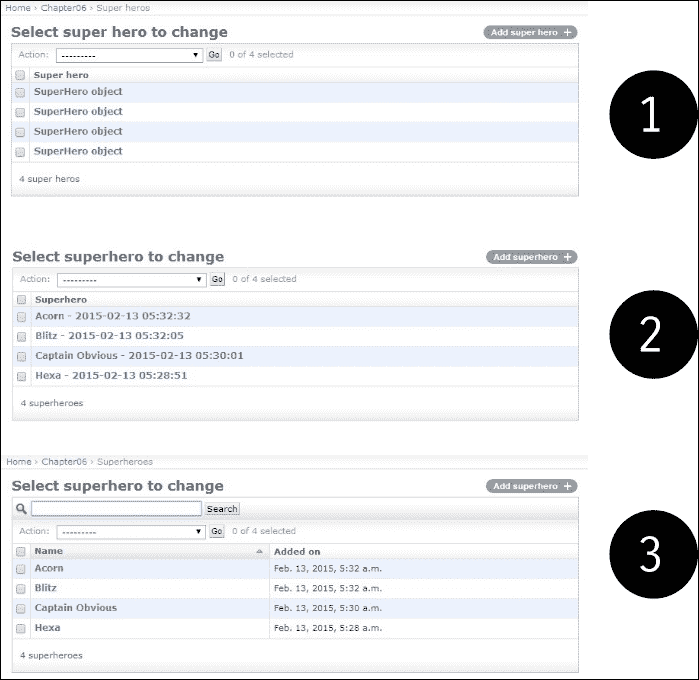 Home › Chapter06 › Super heros
Select super hero to change
Add super hero +
Action: --------- Go 0 of 4 selected
Super hero
SuperHero object
SuperHero object
SuperHero object
SuperHero object
4 super heros
1
Select superhero to change
Add superhero +
Action: --------- Go 0 of 4 selected
Superhero
Acorn - 2015-02-13 05:32:32
Blitz - 2015-02-13 05:32:05
Captain Obvious - 2015-02-13 05:30:01
Hexa - 2015-02-13 05:28:51
4 superheroes
2
Home › Chapter06 › Superheroes
Select superhero to change
Add superhero +
Search
Action: --------- Go 0 of 4 selected
Name Added on
Acorn Feb. 13, 2015, 5:32 a.m.
Blitz Feb. 13, 2015, 5:32 a.m.
Captain Obvious Feb. 13, 2015, 5:30 a.m.
Hexa Feb. 13, 2015, 5:28 a.m.
4 superheroes
3